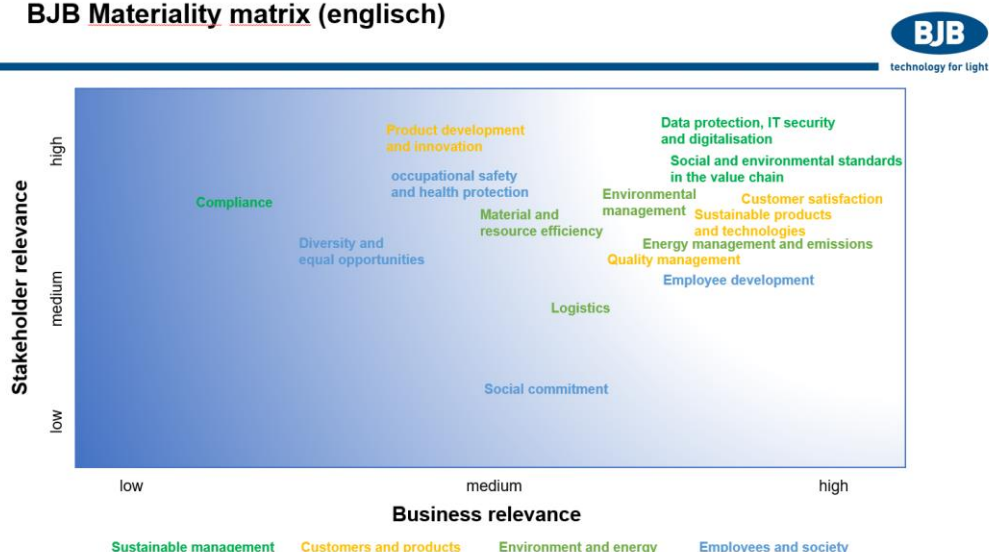 BJB Materiality matrix (englisch)
BJB
technology for light
Stakeholder relevance
high
medium
low
Product development
and innovation
Data protection, IT security
and digitalisation
Social and environmental standards
in the value chain
occupational safety
and health protection
Compliance
Environmental
management
Customer satisfaction
Material and
resource efficiency
Sustainable products
and technologies
Diversity and
equal opportunities
Energy management and emissions
Quality management
Employee development
Logistics
Social commitment
low
medium
high
Business relevance
Sustainable management
Customers and products
Environment and energy
Employees and society